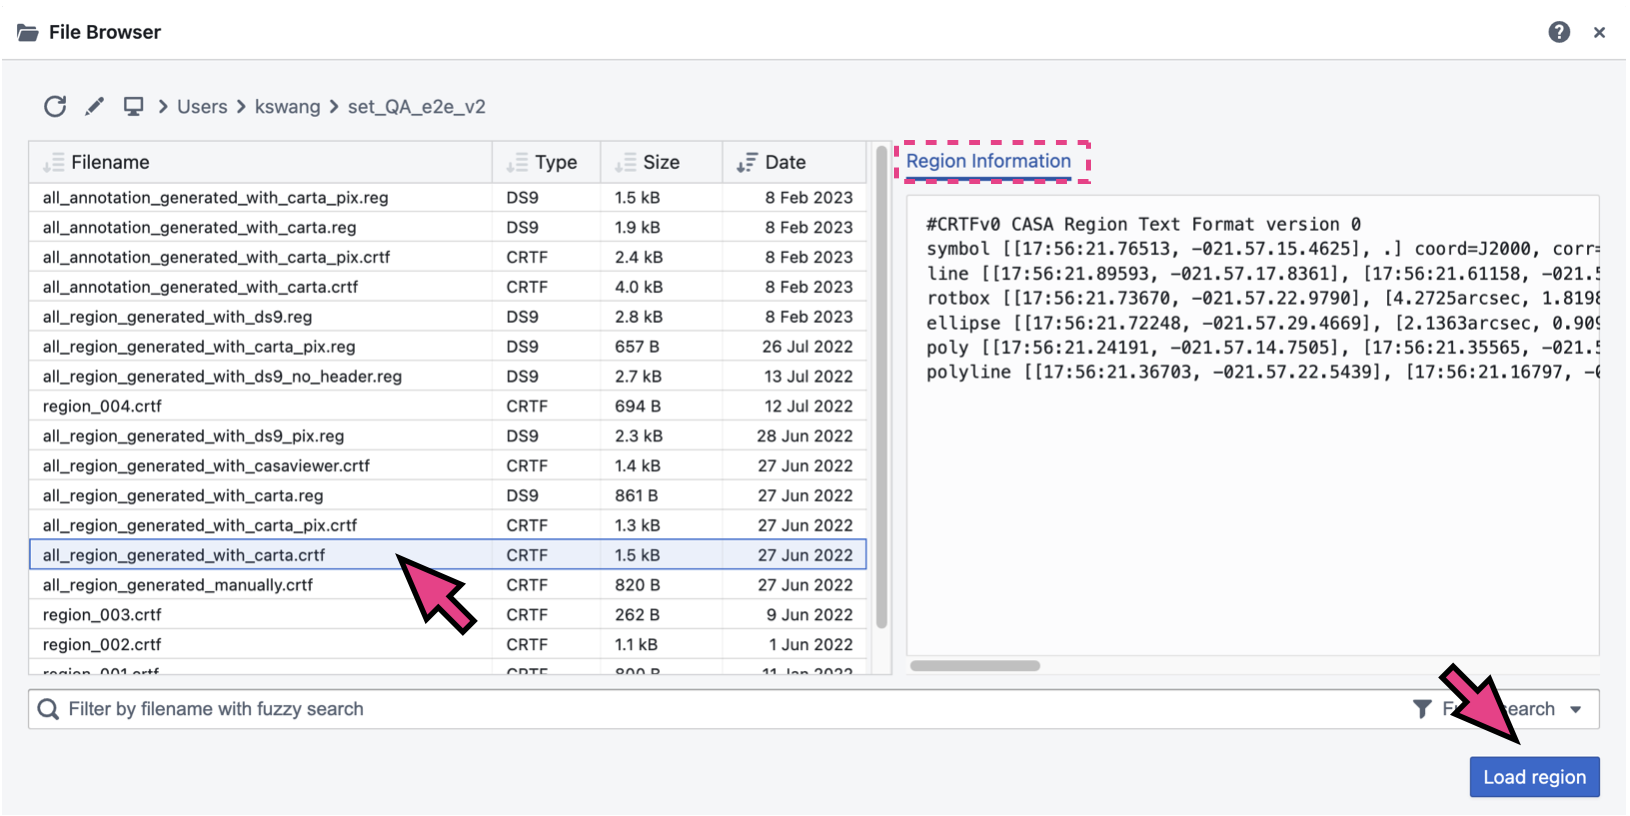 File Browser
Users kswang set_QA_e2e_v2
Filename Type Size Date
all_annotation_generated_with_carta_pix.reg DS9 1.5 kB 8 Feb 2023
all_annotation_generated_with_carta.reg DS9 1.9 kB 8 Feb 2023
all_annotation_generated_with_carta_pix.crtf CRTF 2.4 kB 8 Feb 2023
all_annotation_generated_with_carta.crtf CRTF 4.0 kB 8 Feb 2023
all_region_generated_with_ds9.reg DS9 2.8 kB 8 Feb 2023
all_region_generated_with_carta_pix.reg DS9 657 B 26 Jul 2022
all_region_generated_with_ds9_no_header.reg DS9 2.7 kB 13 Jul 2022
region_004.crtf CRTF 694 B 12 Jul 2022
all_region_generated_with_ds9_pix.reg DS9 2.3 kB 28 Jun 2022
all_region_generated_with_casaviewer.crtf CRTF 1.4 kB 27 Jun 2022
all_region_generated_with_carta.reg DS9 861 B 27 Jun 2022
all_region_generated_with_carta_pix.crtf CRTF 1.3 kB 27 Jun 2022
all_region_generated_with_carta.crtf CRTF 1.5 kB 27 Jun 2022
all_region_generated_manually.crtf CRTF 820 B 27 Jun 2022
region_003.crtf CRTF 262 B 9 Jun 2022
region_002.crtf CRTF 1.1 kB 1 Jun 2022
region_001.crtf CRTF 800 B 11 Jan 2022
Region Information
#CRTFv0 CASA Region Text Format version 0
symbol [[17:56:21.76513, -021.57.15.4625], .] coord=J2000, corr=
line [[17:56:21.89593, -021.57.17.8361], [17:56:21.61158, -021.5
rotbox [[17:56:21.73670, -021.57.22.9790], [4.2725arcsec, 1.8198
ellipse [[17:56:21.72248, -021.57.29.4669], [2.1363arcsec, 0.909
poly [[17:56:21.24191, -021.57.14.7505], [17:56:21.35565, -021.5
polyline [[17:56:21.36703, -021.57.22.5439], [17:56:21.16797, -0
Filter by filename with fuzzy search
search
Load region